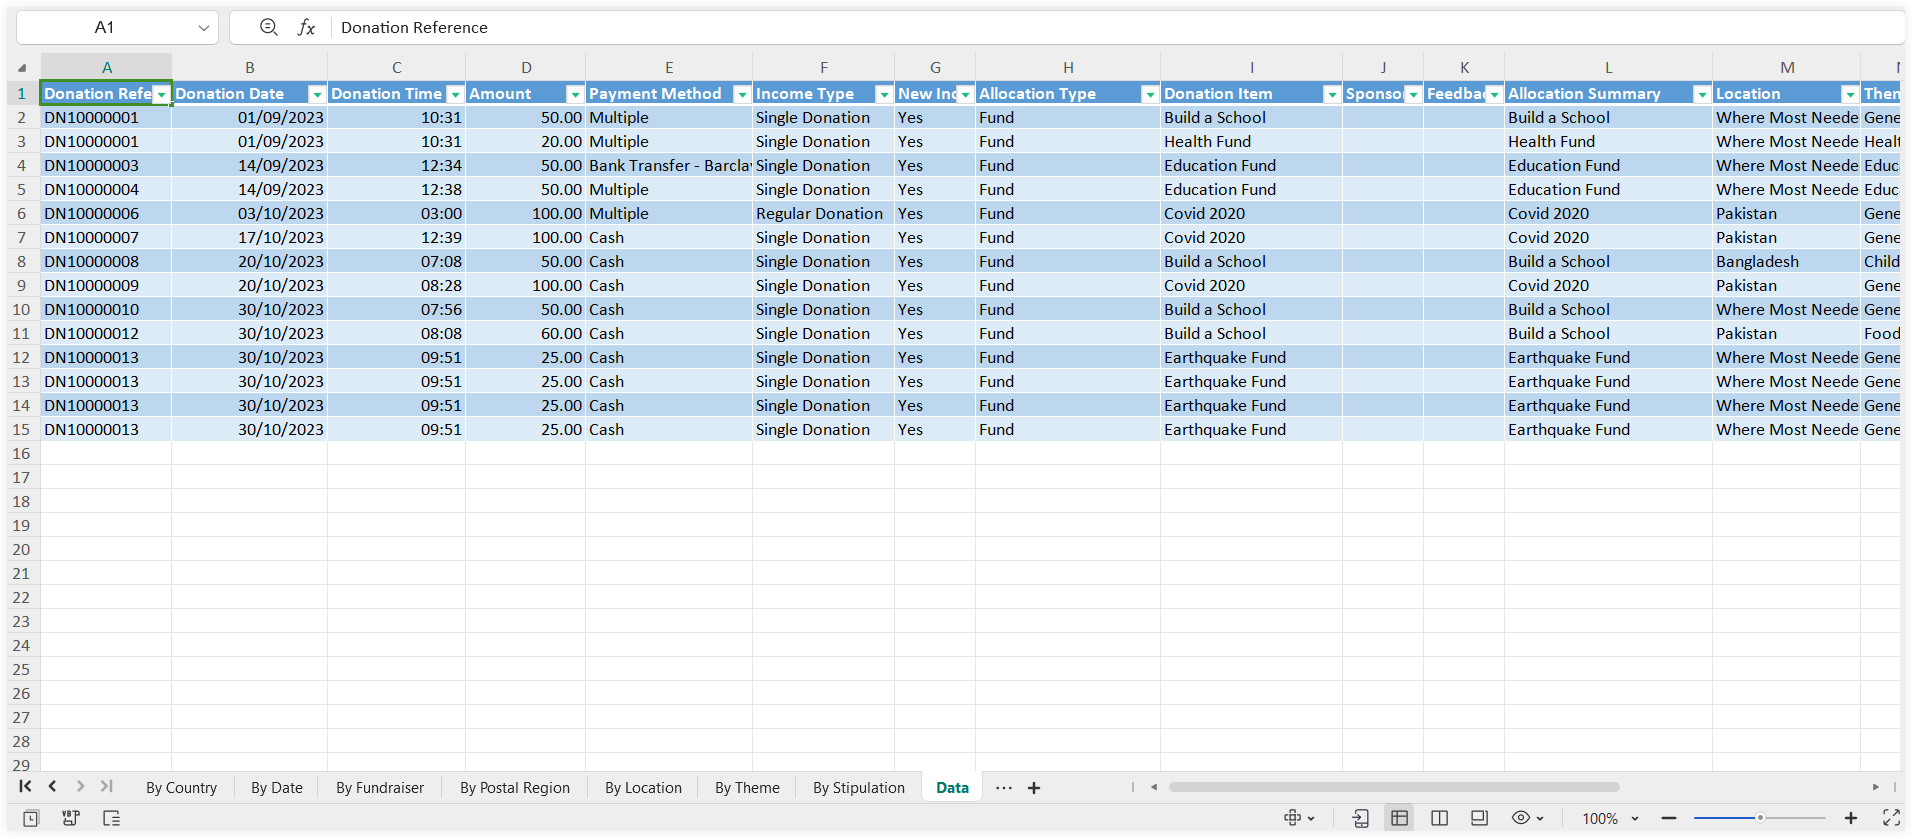 A1 fx Donation Reference
A B C D E F G H I J K L M
1 Donation Refe Donation Date Donation Time Amount Payment Method Income Type New Inc Allocation Type Donation Item Sponso Feedba Allocation Summary Location Then
2 DN10000001 01/09/2023 10:31 50.00 Multiple Single Donation Yes Fund Build a School Build a School Where Most Neede Gene
3 DN10000001 01/09/2023 10:31 20.00 Multiple Single Donation Yes Fund Health Fund Health Fund Where Most Neede Healt
4 DN10000003 14/09/2023 12:34 50.00 Bank Transfer - Barclay Single Donation Yes Fund Education Fund Education Fund Where Most Neede Educ
5 DN10000004 14/09/2023 12:38 50.00 Multiple Single Donation Yes Fund Education Fund Education Fund Where Most Neede Educ
6 DN10000006 03/10/2023 03:00 100.00 Multiple Regular Donation Yes Fund Covid 2020 Covid 2020 Pakistan Gene
7 DN10000007 17/10/2023 12:39 100.00 Cash Single Donation Yes Fund Covid 2020 Covid 2020 Pakistan Gene
8 DN10000008 20/10/2023 07:08 50.00 Cash Single Donation Yes Fund Build a School Build a School Bangladesh Child
9 DN10000009 20/10/2023 08:28 100.00 Cash Single Donation Yes Fund Covid 2020 Covid 2020 Pakistan Gene
10 DN10000010 30/10/2023 07:56 50.00 Cash Single Donation Yes Fund Build a School Build a School Where Most Neede Gene
11 DN10000012 30/10/2023 08:08 60.00 Cash Single Donation Yes Fund Build a School Build a School Pakistan Food
12 DN10000013 30/10/2023 09:51 25.00 Cash Single Donation Yes Fund Earthquake Fund Earthquake Fund Where Most Neede Gene
13 DN10000013 30/10/2023 09:51 25.00 Cash Single Donation Yes Fund Earthquake Fund Earthquake Fund Where Most Neede Gene
14 DN10000013 30/10/2023 09:51 25.00 Cash Single Donation Yes Fund Earthquake Fund Earthquake Fund Where Most Neede Gene
15 DN10000013 30/10/2023 09:51 25.00 Cash Single Donation Yes Fund Earthquake Fund Earthquake Fund Where Most Neede Gene
16
17
18
19
20
21
22
23
24
25
26
27
28
29
By Country By Date By Fundraiser By Postal Region By Location By Theme By Stipulation Data ··· +
100%